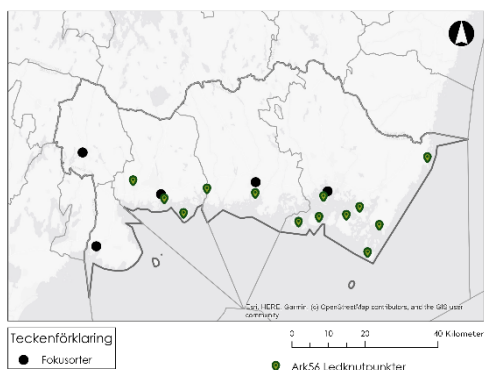 Esri, HERE, Garmin, (c) OpenStreetMap contributors, and the GIS user
community
Teckenförklaring
Fokusorter
0 10 20 40 Kilometer
Ark56 Ledknutpunkter